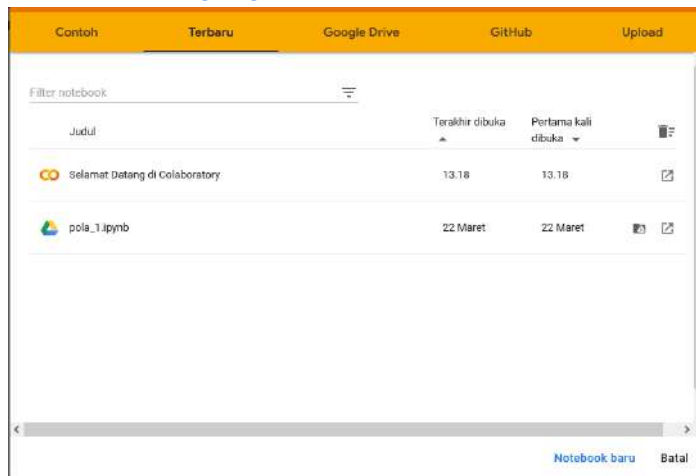 Contoh Terbaru Google Drive GitHub Upload
Filter notebook
Judul Terakhir dibuka Pertama kali dibuka
CO Selamat Datang di Colaboratory 13.18 13.18
pola_1.ipynb 22 Maret 22 Maret
Notebook baru Batal